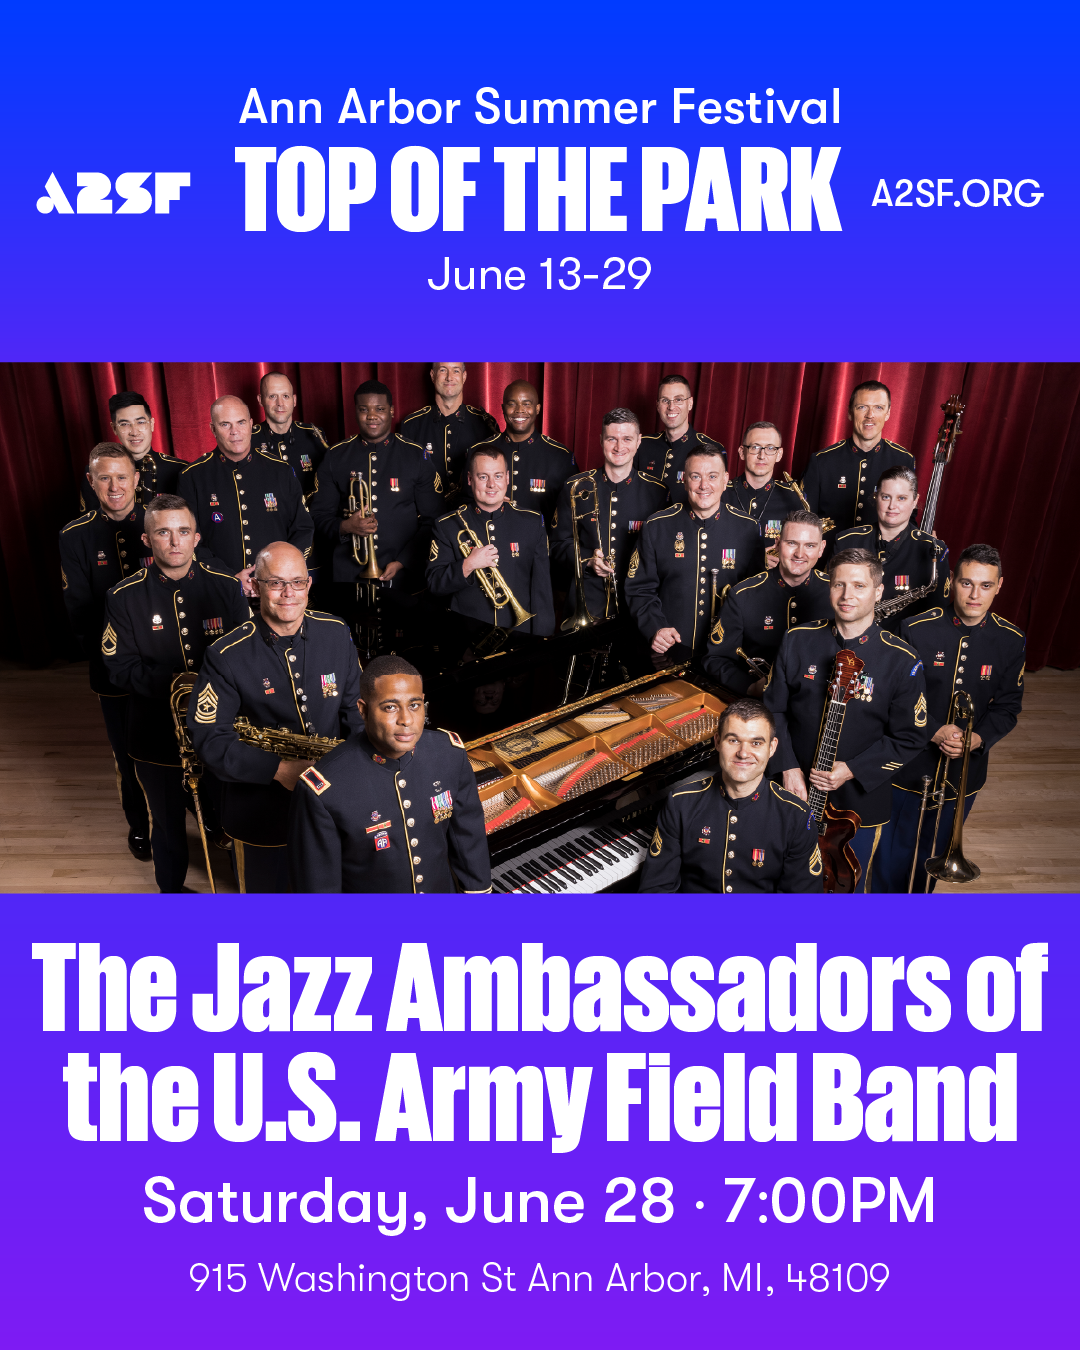 Ann Arbor Summer Festival
A2SF
TOP OF THE PARK
A2SF.ORG
June 13-29
The Jazz Ambassadors of
the U.S. Army Field Band
Saturday, June 28 · 7:00PM
915 Washington St Ann Arbor, MI, 48109